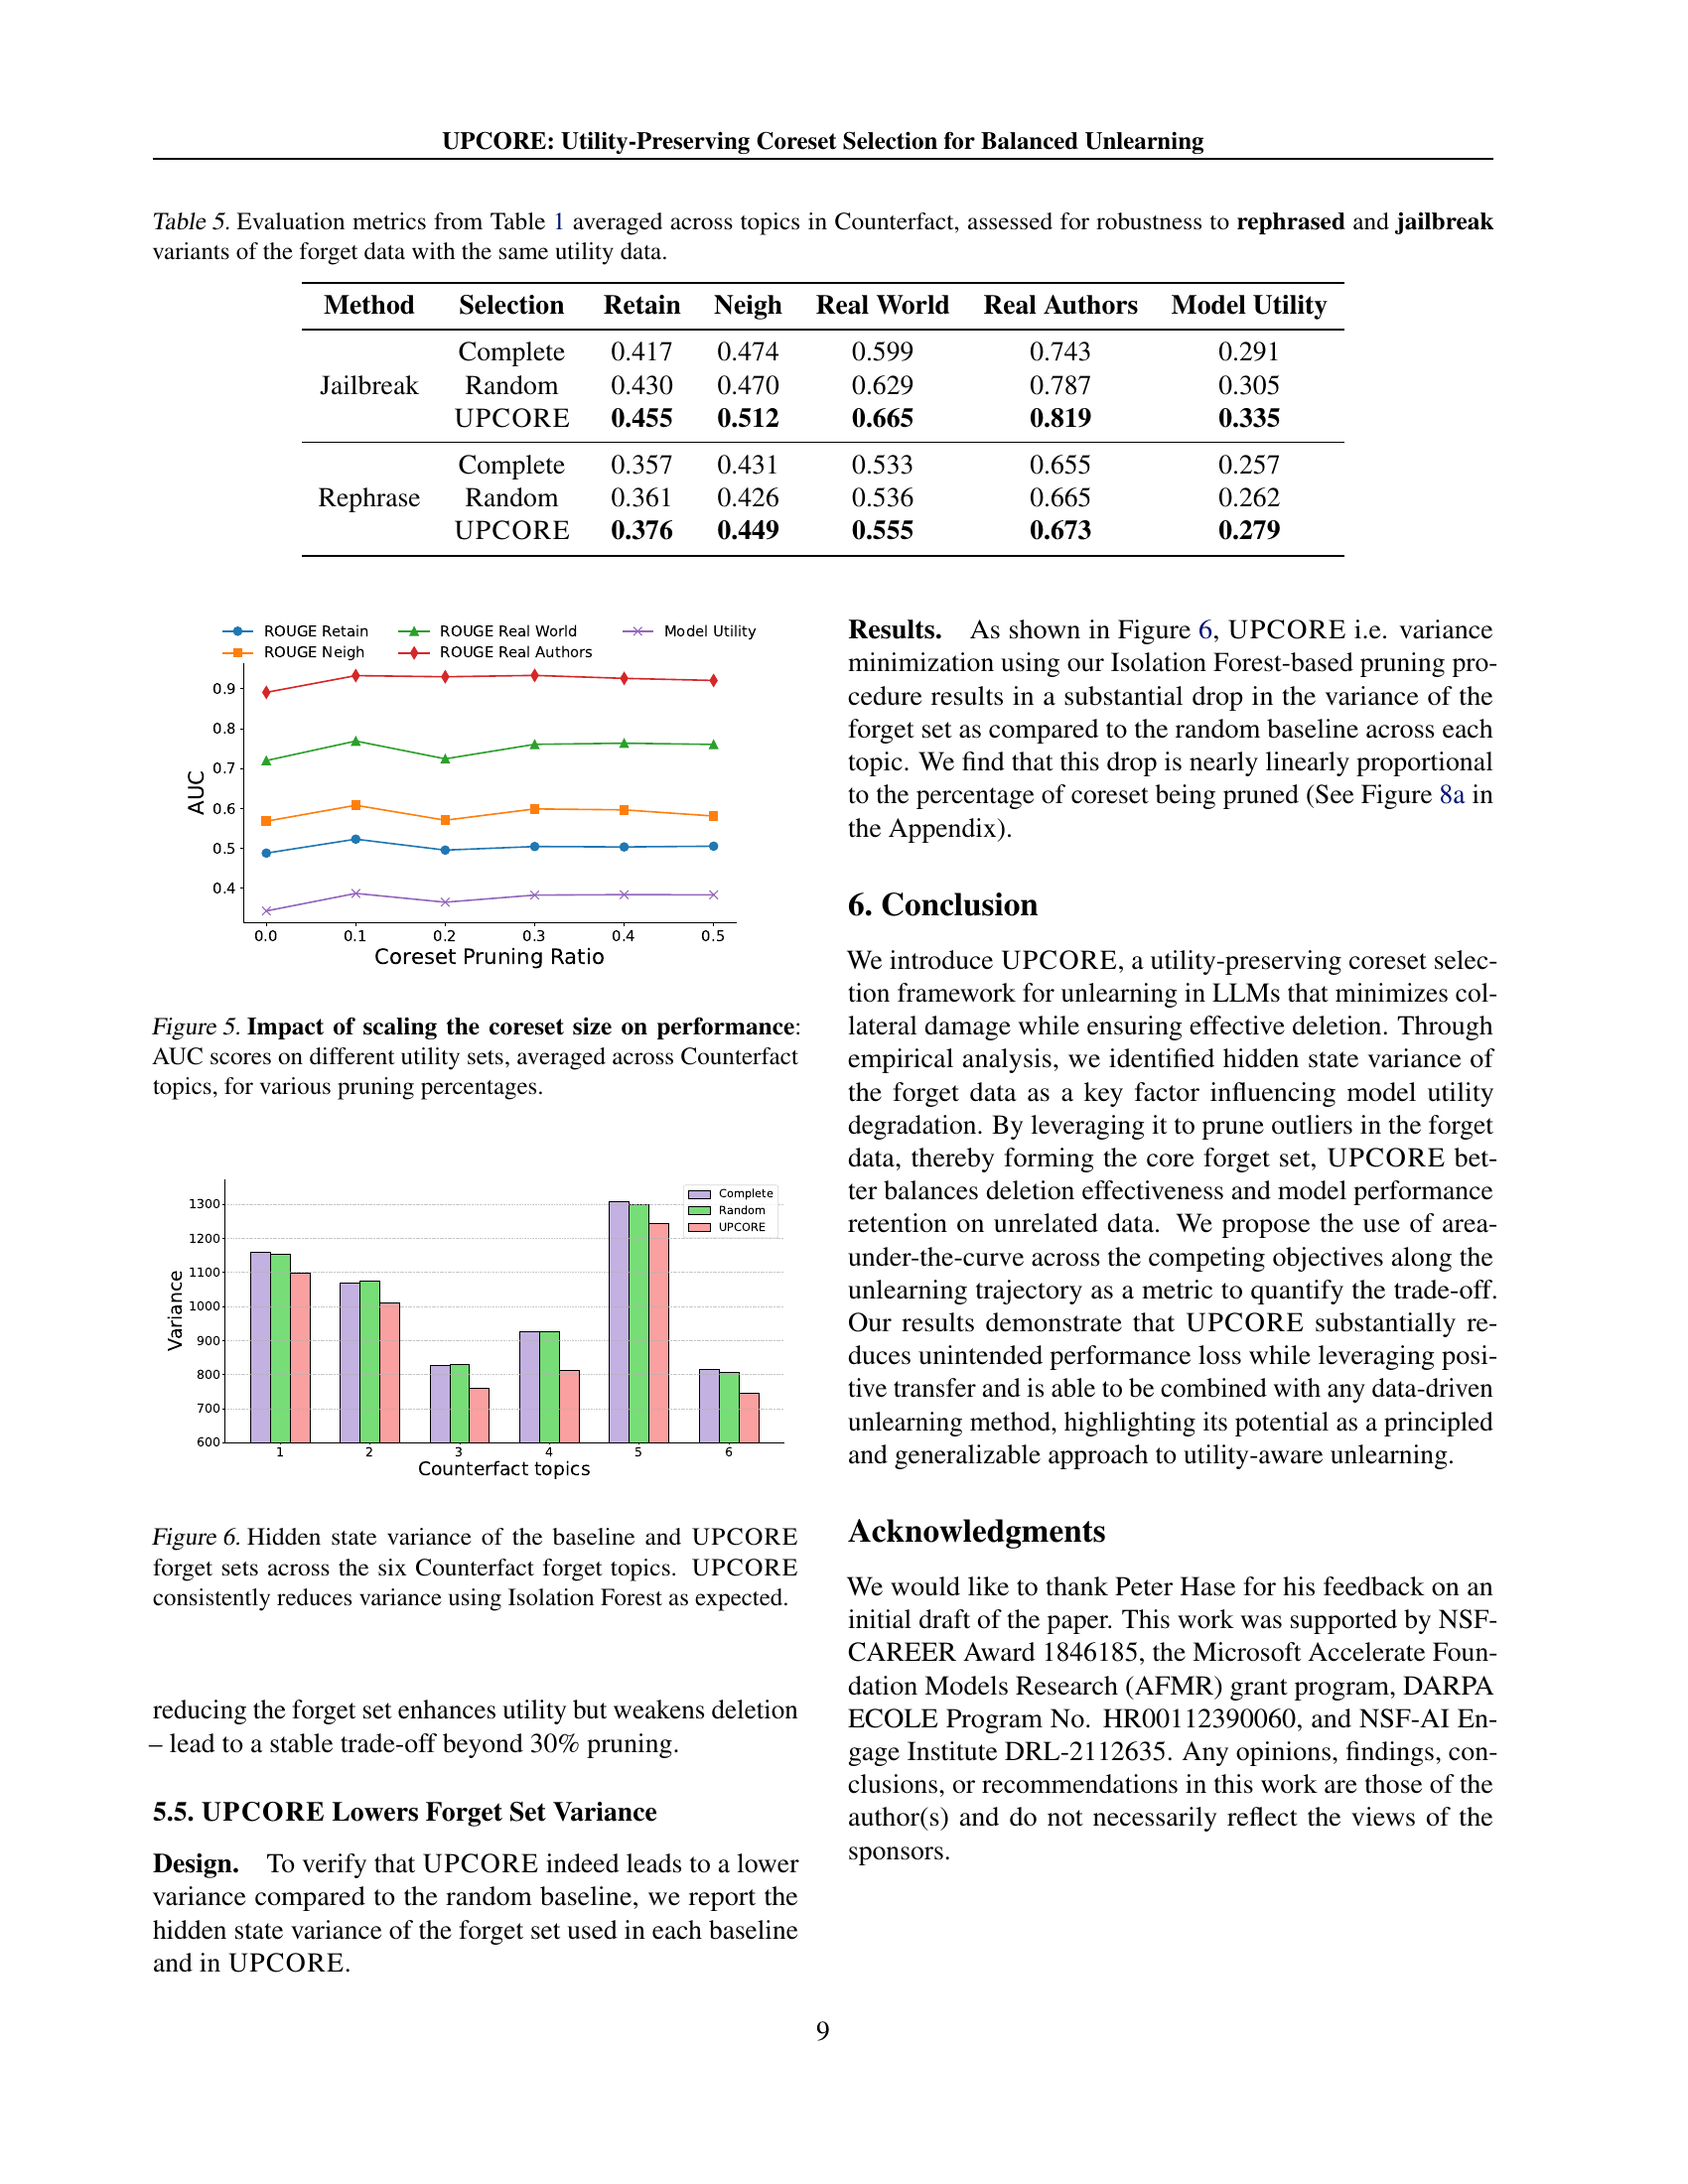 UPCORE: Utility-Preserving Coreset Selection for Balanced Unlearning
Table 5. Evaluation metrics from Table 1 averaged across topics in Counterfact, assessed for robustness to rephrased and jailbreak
variants of the forget data with the same utility data.
Method Selection Retain Neigh Real World Real Authors Model Utility
Complete 0.417 0.474 0.599 0.743 0.291
Jailbreak Random 0.430 0.470 0.629 0.787 0.305
UPCORE 0.455 0.512 0.665 0.819 0.335
Complete 0.357 0.431 0.533 0.655 0.257
Rephrase Random 0.361 0.426 0.536 0.665 0.262
UPCORE 0.376 0.449 0.555 0.673 0.279
ROUGE Retain ROUGE Real World Model Utility
ROUGE Neigh ROUGE Real Authors
AUC
0.9
0.8
0.7
0.6
0.5
0.4
0.0 0.1 0.2 0.3 0.4 0.5
Coreset Pruning Ratio
Figure 5. Impact of scaling the coreset size on performance:
AUC scores on different utility sets, averaged across Counterfact
topics, for various pruning percentages.
Complete
Random
UPCORE
Variance
1300
1200
1100
1000
900
800
700
600
1 2 3 4 5 6
Counterfact topics
Figure 6. Hidden state variance of the baseline and UPCORE
forget sets across the six Counterfact forget topics. UPCORE
consistently reduces variance using Isolation Forest as expected.
reducing the forget set enhances utility but weakens deletion
– lead to a stable trade-off beyond 30% pruning.
5.5. UPCORE Lowers Forget Set Variance
Design. To verify that UPCORE indeed leads to a lower
variance compared to the random baseline, we report the
hidden state variance of the forget set used in each baseline
and in UPCORE.
Results. As shown in Figure 6, UPCORE i.e. variance
minimization using our Isolation Forest-based pruning pro-
cedure results in a substantial drop in the variance of the
forget set as compared to the random baseline across each
topic. We find that this drop is nearly linearly proportional
to the percentage of coreset being pruned (See Figure 8a in
the Appendix).
6. Conclusion
We introduce UPCORE, a utility-preserving coreset selec-
tion framework for unlearning in LLMs that minimizes col-
lateral damage while ensuring effective deletion. Through
empirical analysis, we identified hidden state variance of
the forget data as a key factor influencing model utility
degradation. By leveraging it to prune outliers in the forget
data, thereby forming the core forget set, UPCORE bet-
ter balances deletion effectiveness and model performance
retention on unrelated data. We propose the use of area-
under-the-curve across the competing objectives along the
unlearning trajectory as a metric to quantify the trade-off.
Our results demonstrate that UPCORE substantially re-
duces unintended performance loss while leveraging posi-
tive transfer and is able to be combined with any data-driven
unlearning method, highlighting its potential as a principled
and generalizable approach to utility-aware unlearning.
Acknowledgments
We would like to thank Peter Hase for his feedback on an
initial draft of the paper. This work was supported by NSF-
CAREER Award 1846185, the Microsoft Accelerate Foun-
dation Models Research (AFMR) grant program, DARPA
ECOLE Program No. HR00112390060, and NSF-AI En-
gage Institute DRL-2112635. Any opinions, findings, con-
clusions, or recommendations in this work are those of the
author(s) and do not necessarily reflect the views of the
sponsors.
9